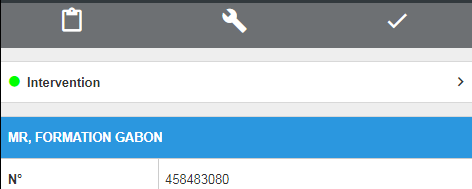 Intervention
MR, FORMATION GABON
N° 458483080